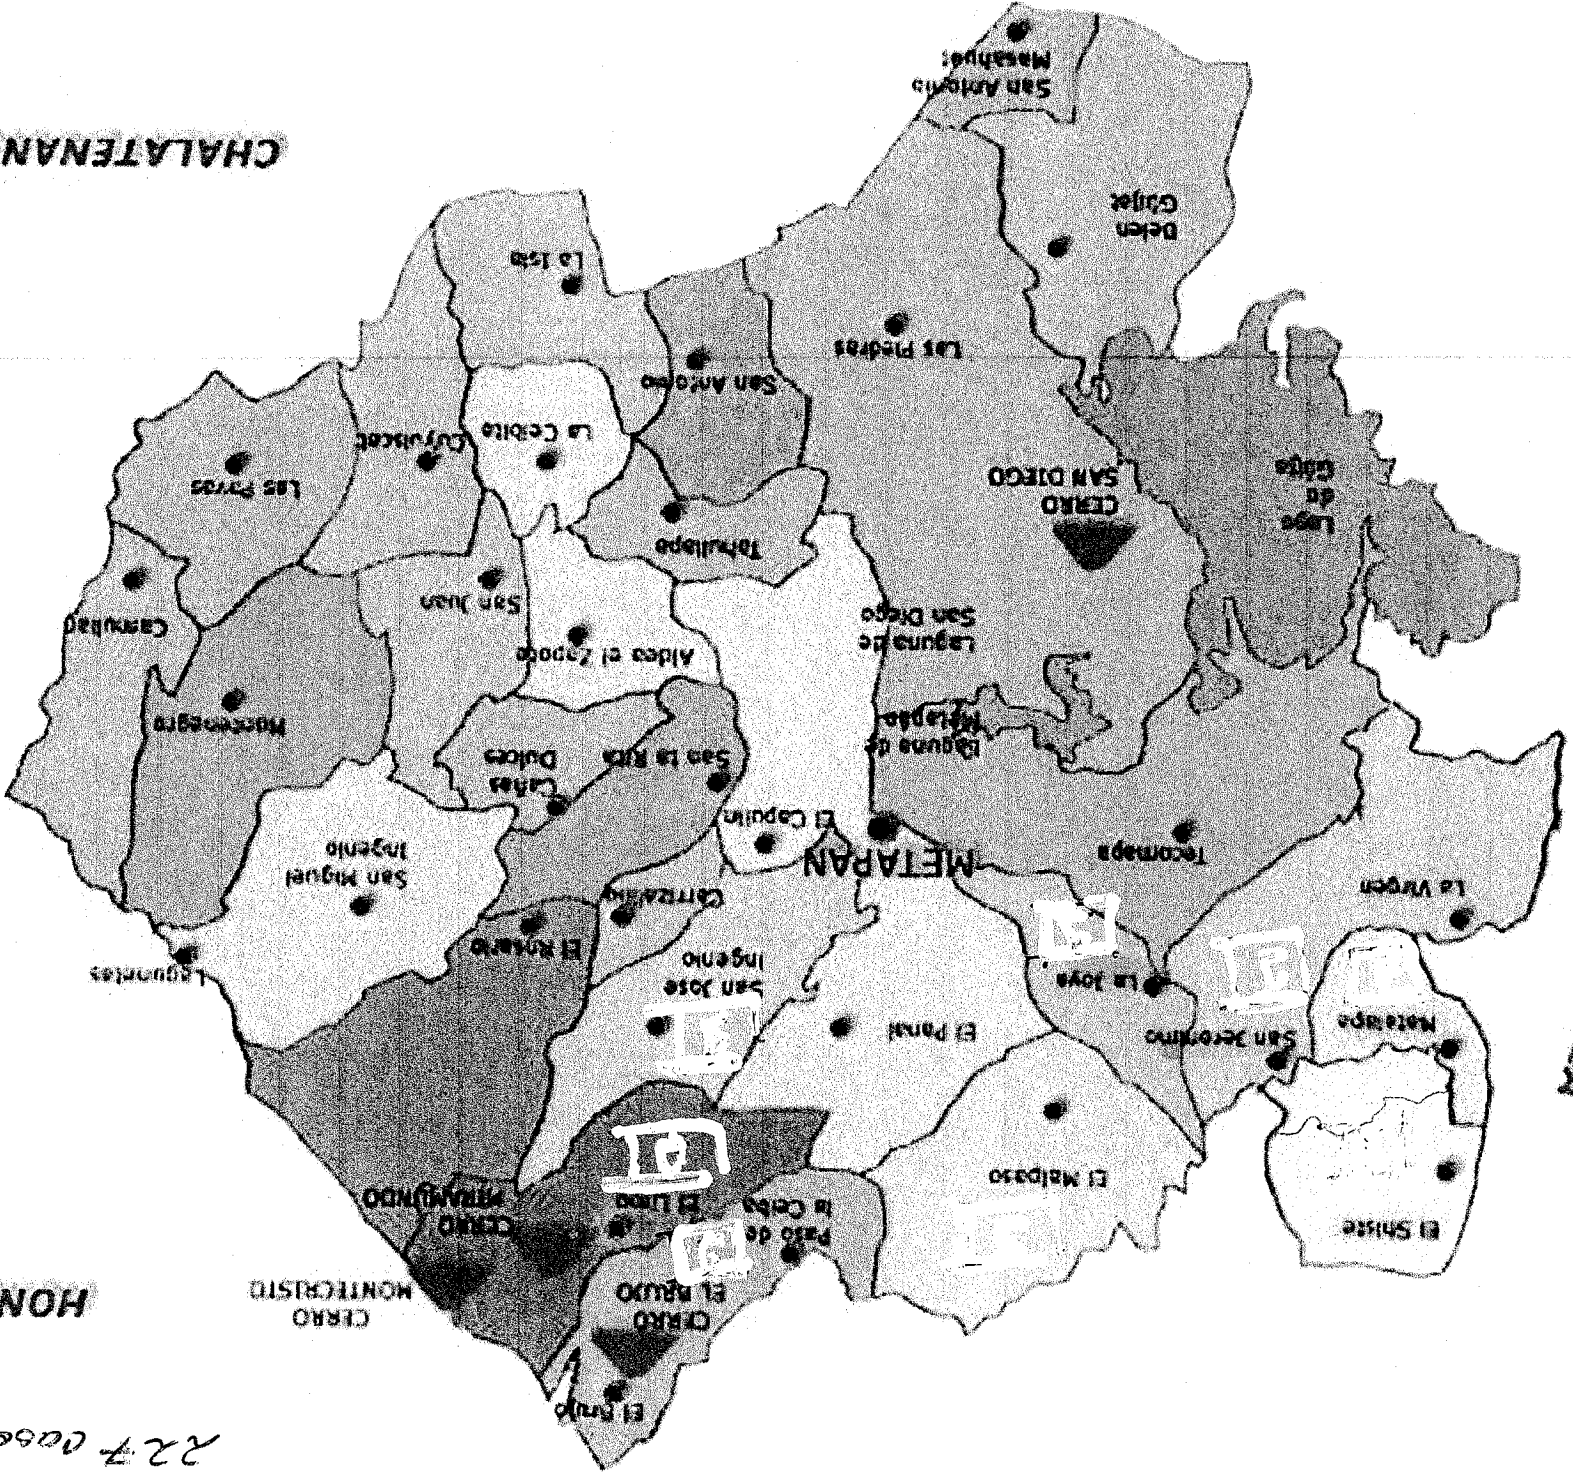 227 casa
El Brujo
CERRO
EL BRUJO
CERRO
MONTECRISTO
HON
El Shiste
Paso de
la Ceiba
El Limo
CERRO
MIRAMUNDO
El Malpaso
Matalapa
San Jeronimo
El Panal
San Jose
Ingenio
La Joya
Lagunetas
El Rosario
La Virgen
Carrizalillo
San Miguel
Ingenio
METAPAN
Tecomapa
El Capulin
Cañas
Dulces
San ta Rita
Laguna de
Metapán
Montenegro
Laguna de
San Diego
Aldea el Zapote
San Juan
Camulian
Tahuilapa
Lago
de
Güija
CERRO
SAN DIEGO
Las Pavas
La Ceibita
Cuyuiscat
San Antonio
Las Piedras
La Isla
Belen
Güijat
CHALATENAN
San Antonio
Masahuat